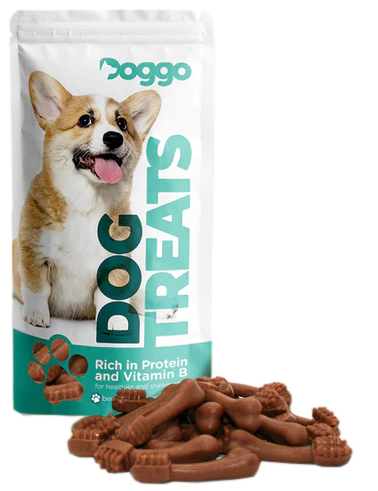 Doggo
DOG
TREATS
Rich in Protein
and Vitamin B
for healthier and